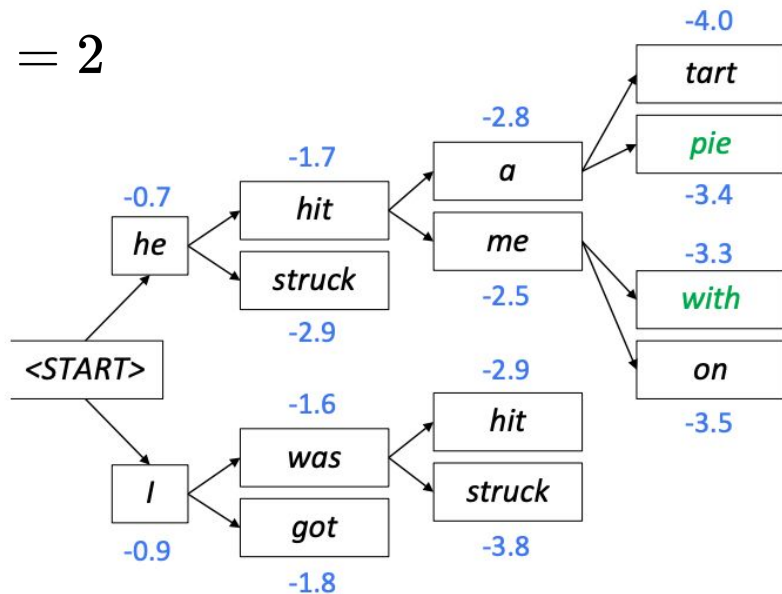 = 2
-4.0
tart
-2.8
pie
-1.7
a
-3.4
-0.7
hit
me
-3.3
he
struck
-2.5
with
-2.9
<START>
-2.9
on
-1.6
hit
-3.5
was
I
struck
got
-0.9
-3.8
-1.8